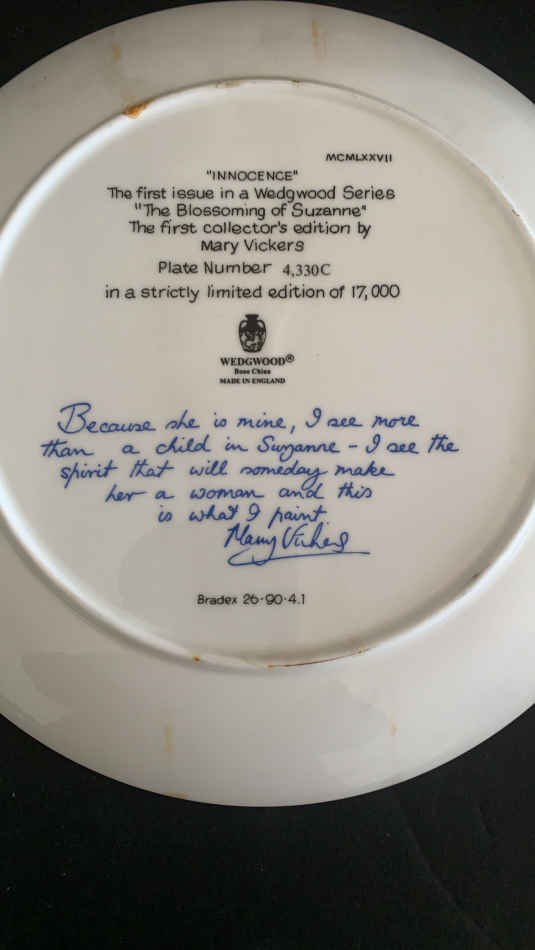 MCMLXXVII
"INNOCENCE"
The first issue in a Wedgwood Series
"The Blossoming of Suzanne"
The first collector's edition by
Mary Vickers
Plate Number 4,330C
in a strictly limited edition of 17,000
WEDGWOOD®
Bone China
MADE IN ENGLAND
Because she is mine, I see more
than a child in Suzanne - I see the
spirit that will someday make
her a woman and this
is what I paint
Mary Vickers
Bradex 26·90·4.1